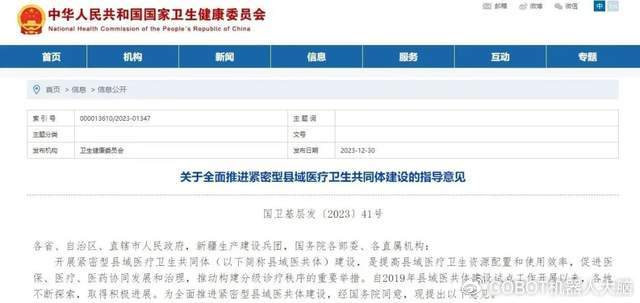 邮箱 微博 微信 中 En
中华人民共和国国家卫生健康委员会
National Health Commission of the People's Republic of China
首页 机构 新闻 信息 服务 互动 专题
首页 > 信息 > 信息公开
索 引 号 000013610/2023-01347 主 题 词
主题分类 文号
发布机构 卫生健康委员会 发布日期 2023-12-30
关于全面推进紧密型县域医疗卫生共同体建设的指导意见
国卫基层发〔2023〕41号
各省、自治区、直辖市人民政府，新疆生产建设兵团，国务院各部委、各直属机构：
开展紧密型县域医疗卫生共同体（以下简称县域医共体）建设，是提高县域医疗卫生资源配置和使用效率，促进医
保、医疗、医药协同发展和治理，推动构建分级诊疗秩序的重要举措。自2019年县域医共体建设试点工作开展以来，各地
不断探索，取得积极进展。为全面推进紧密型县域医共体建设，经国务院同意，现提出以下意见。
@COBOT机器人大脑